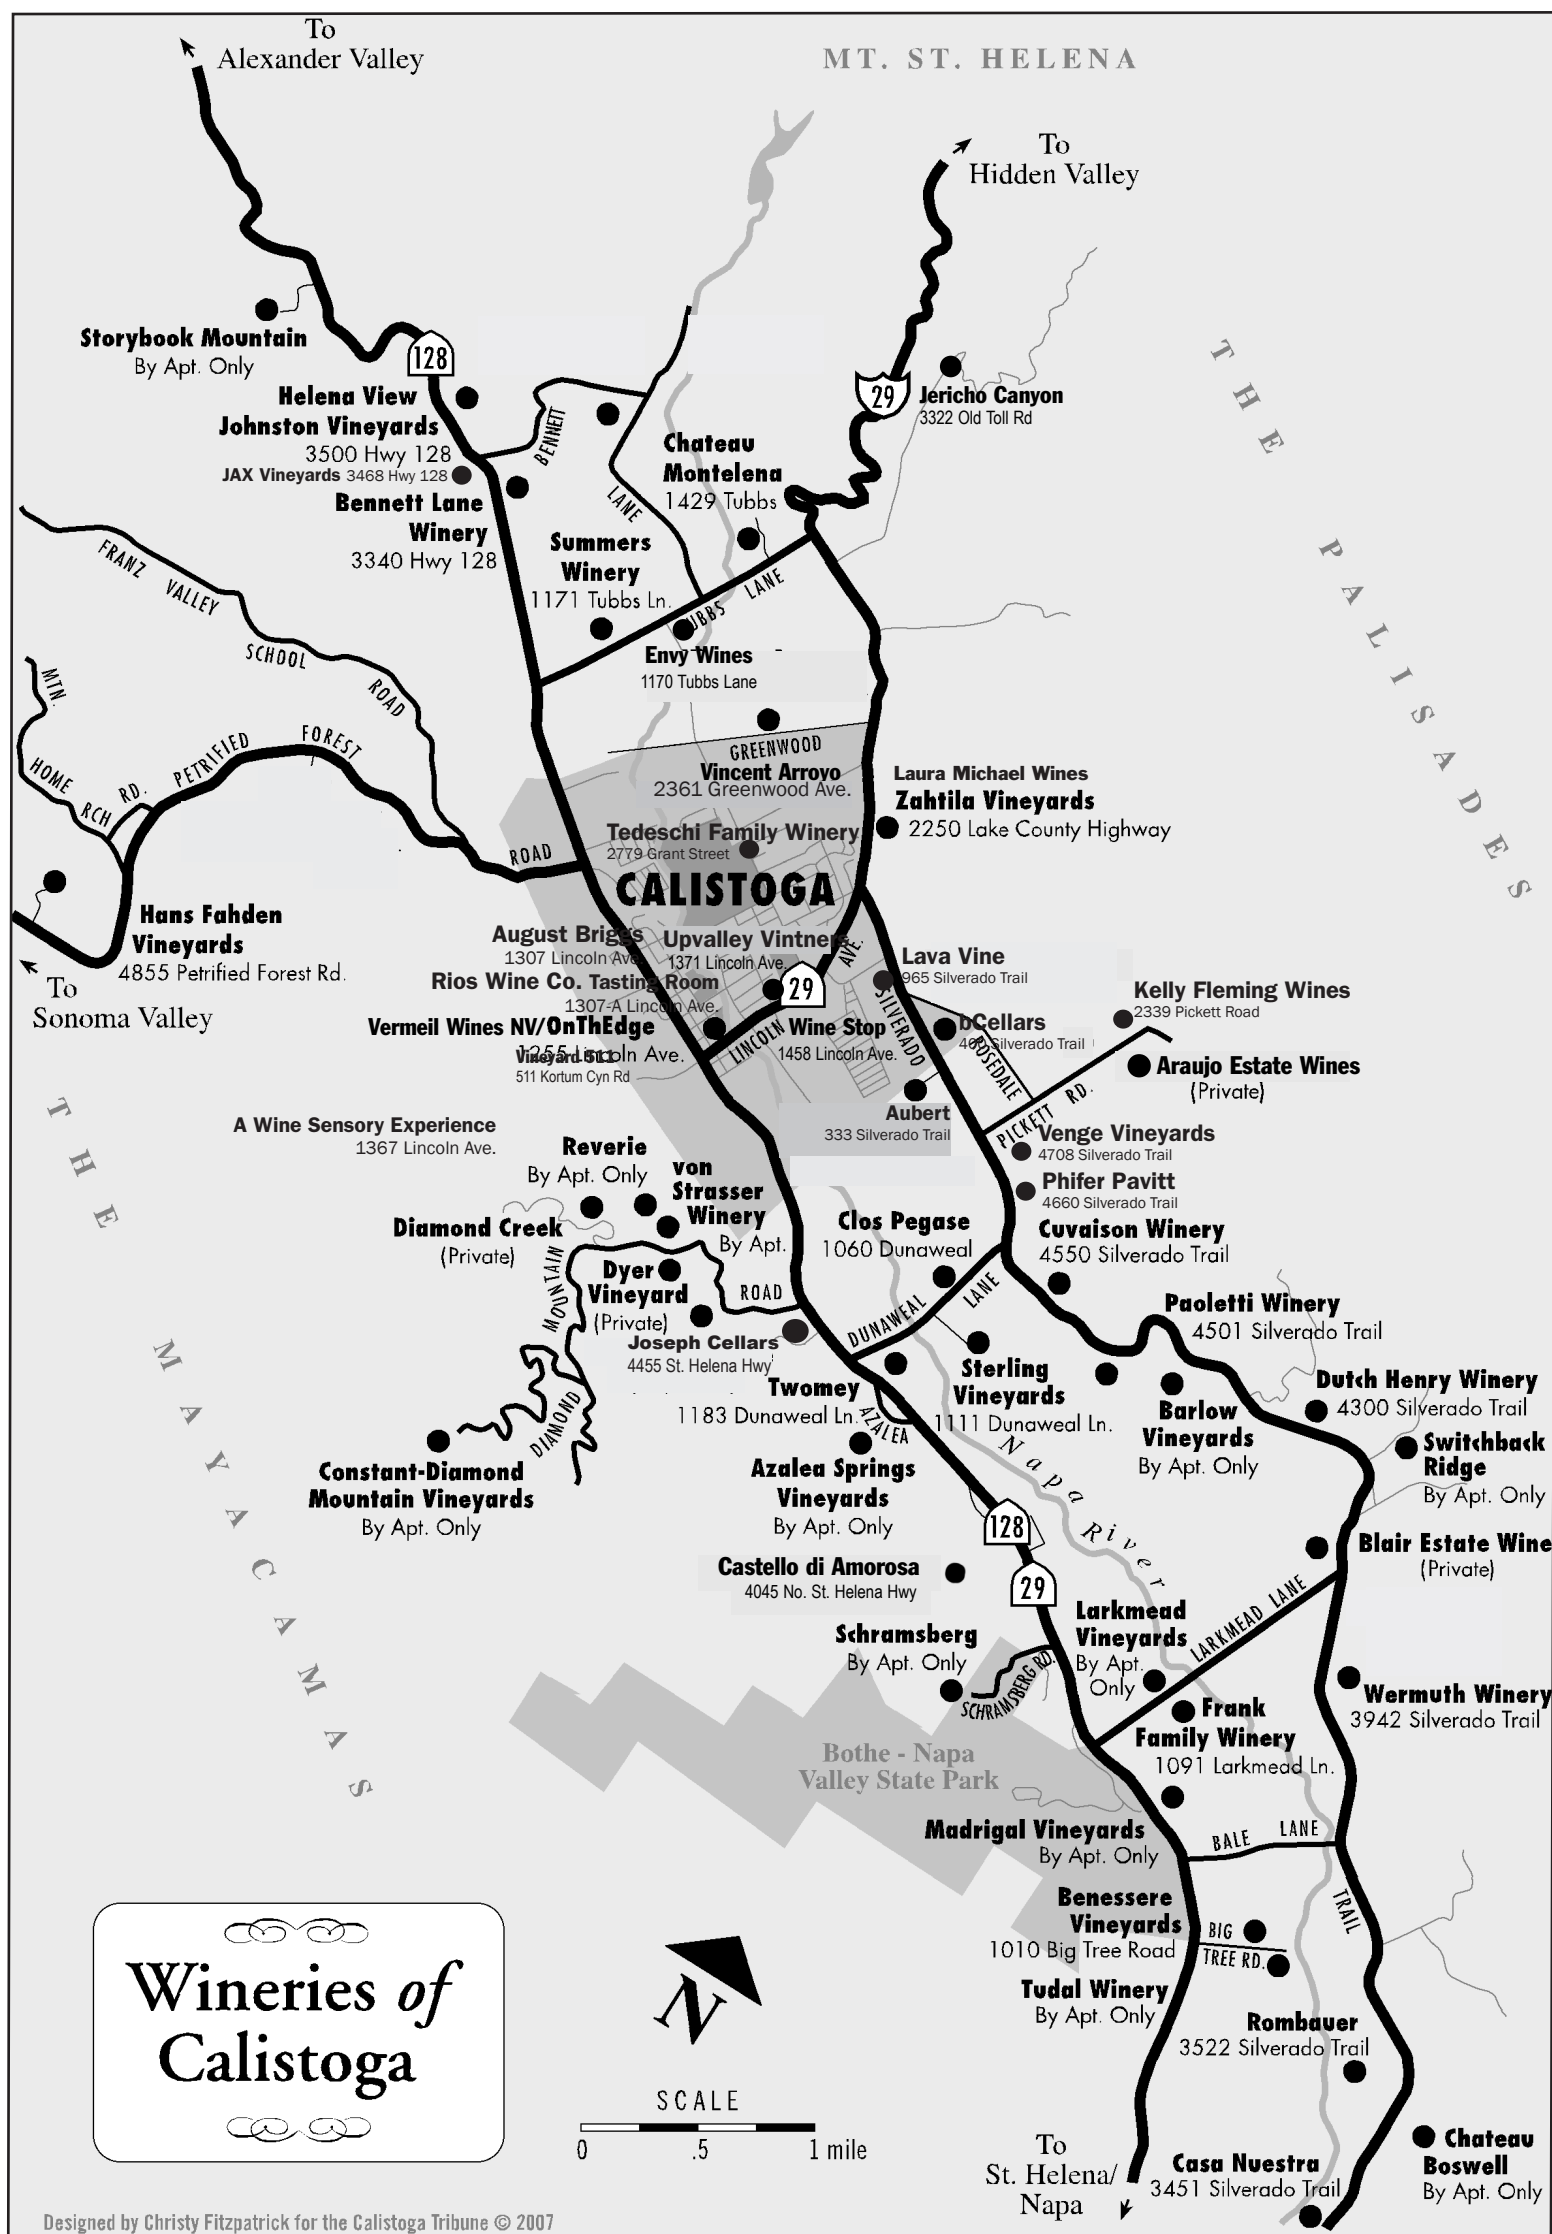 To
Alexander Valley
MT. ST. HELENA
To
Hidden Valley
Storybook Mountain
By Apt. Only
128
Helena View
Johnston Vineyards
3500 Hwy 128
JAX Vineyards 3468 Hwy 128
Bennett Lane
Winery
3340 Hwy 128
BENNETT
LANE
Chateau
Montelena
1429 Tubbs
29
Jericho Canyon
3322 Old Toll Rd
THE PALISADES
Summers
Winery
1171 Tubbs Ln.
UBBS LANE
Envy Wines
1170 Tubbs Lane
FRANZ VALLEY SCHOOL ROAD
MTN. HOME RCH RD.
PETRIFIED FOREST ROAD
GREENWOOD
Vincent Arroyo
2361 Greenwood Ave.
Laura Michael Wines
Zahtila Vineyards
2250 Lake County Highway
Tedeschi Family Winery
2779 Grant Street
CALISTOGA
Hans Fahden
Vineyards
4855 Petrified Forest Rd.
To
Sonoma Valley
August Briggs
1307 Lincoln Ave.
Upvalley Vintners
1371 Lincoln Ave.
AVE.
Rios Wine Co. Tasting Room
1307-A Lincoln Ave.
29
Lava Vine
965 Silverado Trail
Kelly Fleming Wines
2339 Pickett Road
Vermeil Wines NV/OnThEdge
1255 Lincoln Ave.
Vineyard 511
511 Kortum Cyn Rd
LINCOLN
Wine Stop
1458 Lincoln Ave.
SILVERADO
bCellars
400 Silverado Trail
ROSEDALE
Araujo Estate Wines
(Private)
PICKETT RD.
Aubert
333 Silverado Trail
A Wine Sensory Experience
1367 Lincoln Ave.
Venge Vineyards
4708 Silverado Trail
Phifer Pavitt
4660 Silverado Trail
THE MAYACAMAS
Reverie
By Apt. Only
von
Strasser
Winery
By Apt.
Diamond Creek
(Private)
Clos Pegase
1060 Dunaweal
Cuvaison Winery
4550 Silverado Trail
Dyer
Vineyard
(Private)
DIAMOND MOUNTAIN ROAD
Joseph Cellars
4455 St. Helena Hwy
DUNAWEAL LANE
Paoletti Winery
4501 Silverado Trail
Twomey
1183 Dunaweal Ln.
Sterling
Vineyards
1111 Dunaweal Ln.
AZALEA
Barlow
Vineyards
By Apt. Only
Dutch Henry Winery
4300 Silverado Trail
Switchback
Ridge
By Apt. Only
Constant-Diamond
Mountain Vineyards
By Apt. Only
Azalea Springs
Vineyards
By Apt. Only
Napa River
128
29
Blair Estate Wine
(Private)
Castello di Amorosa
4045 No. St. Helena Hwy
Larkmead
Vineyards
By Apt.
Only
LARKMEAD LANE
Schramsberg
By Apt. Only
SCHRAMSBERG RD.
Wermuth Winery
3942 Silverado Trail
Frank
Family Winery
1091 Larkmead Ln.
Bothe - Napa
Valley State Park
Madrigal Vineyards
By Apt. Only
BALE LANE
TRAIL
Benessere
Vineyards
1010 Big Tree Road
BIG
TREE RD.
Tudal Winery
By Apt. Only
Rombauer
3522 Silverado Trail
Wineries of
Calistoga
N
SCALE
0 .5 1 mile
To
St. Helena/
Napa
Casa Nuestra
3451 Silverado Trail
Chateau
Boswell
By Apt. Only
Designed by Christy Fitzpatrick for the Calistoga Tribune © 2007